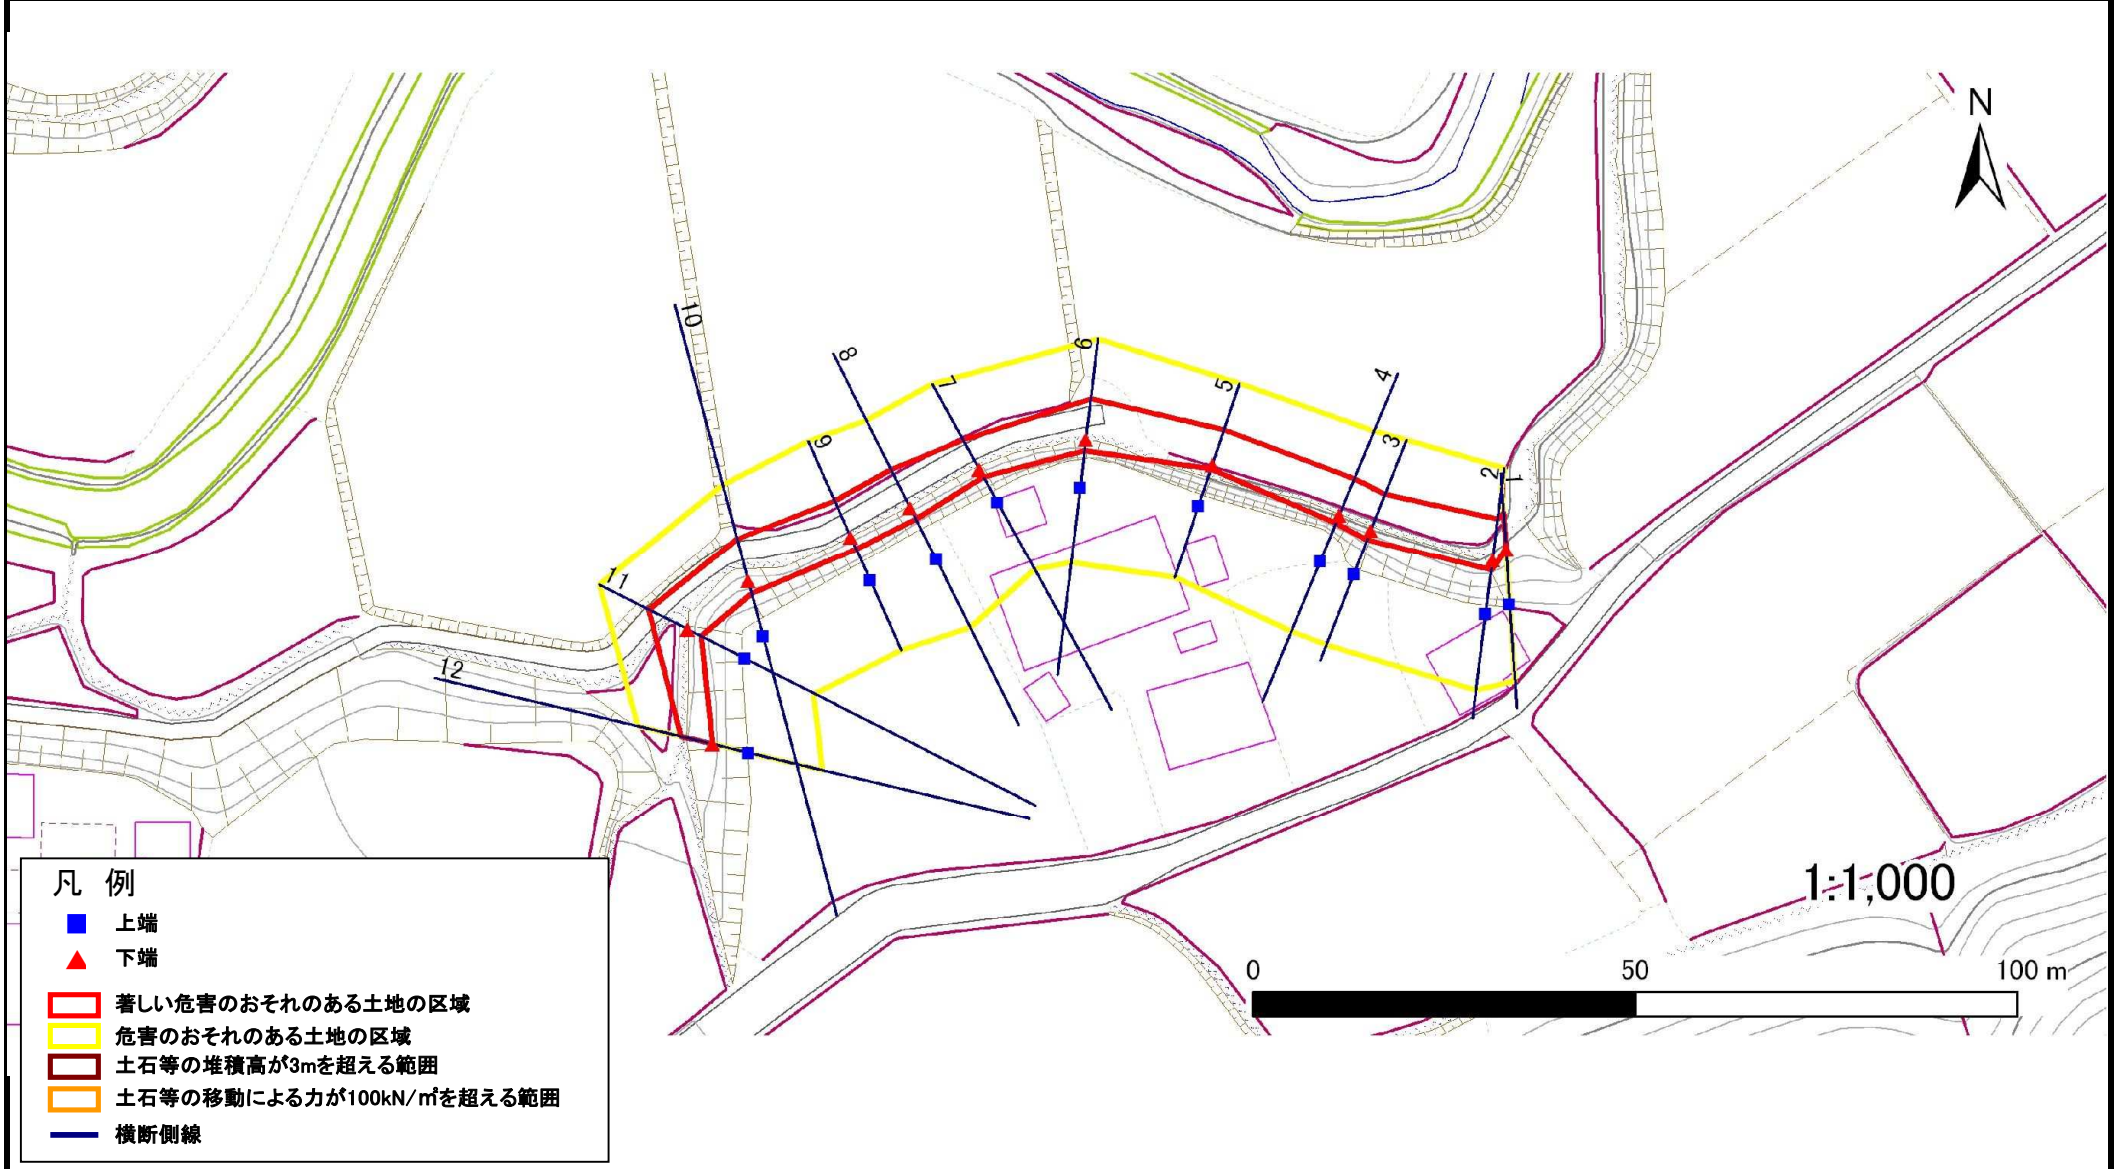 N
10
8
7
6
5
4
3
2
1
9
11
12
1:1,000
0 50 100 m
凡 例
上端
下端
著しい危害のおそれのある土地の区域
危害のおそれのある土地の区域
土石等の堆積高が3mを超える範囲
土石等の移動による力が100kN/㎡を超える範囲
横断側線